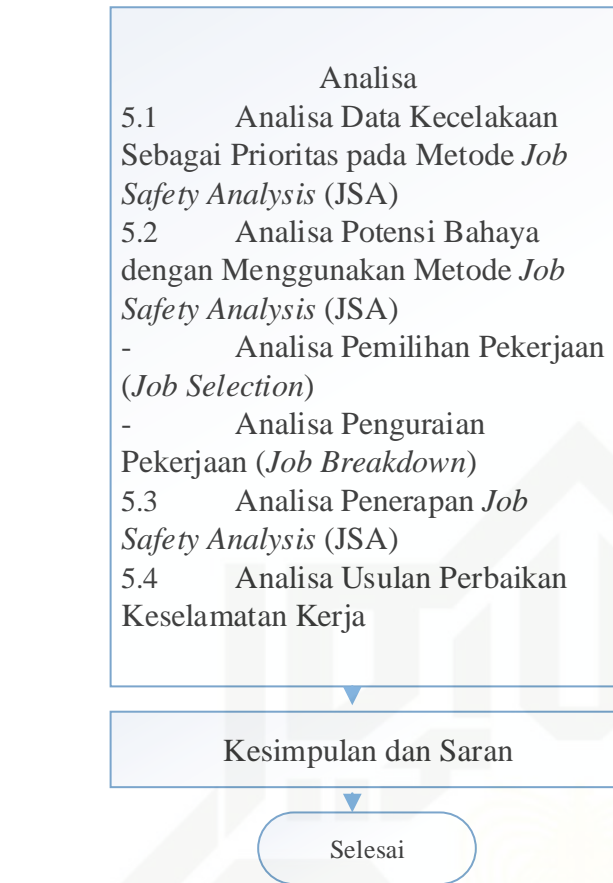 Analisa
5.1 Analisa Data Kecelakaan
Sebagai Prioritas pada Metode Job
Safety Analysis (JSA)
5.2 Analisa Potensi Bahaya
dengan Menggunakan Metode Job
Safety Analysis (JSA)
- Analisa Pemilihan Pekerjaan
(Job Selection)
- Analisa Penguraian
Pekerjaan (Job Breakdown)
5.3 Analisa Penerapan Job
Safety Analysis (JSA)
5.4 Analisa Usulan Perbaikan
Keselamatan Kerja
Kesimpulan dan Saran
Selesai